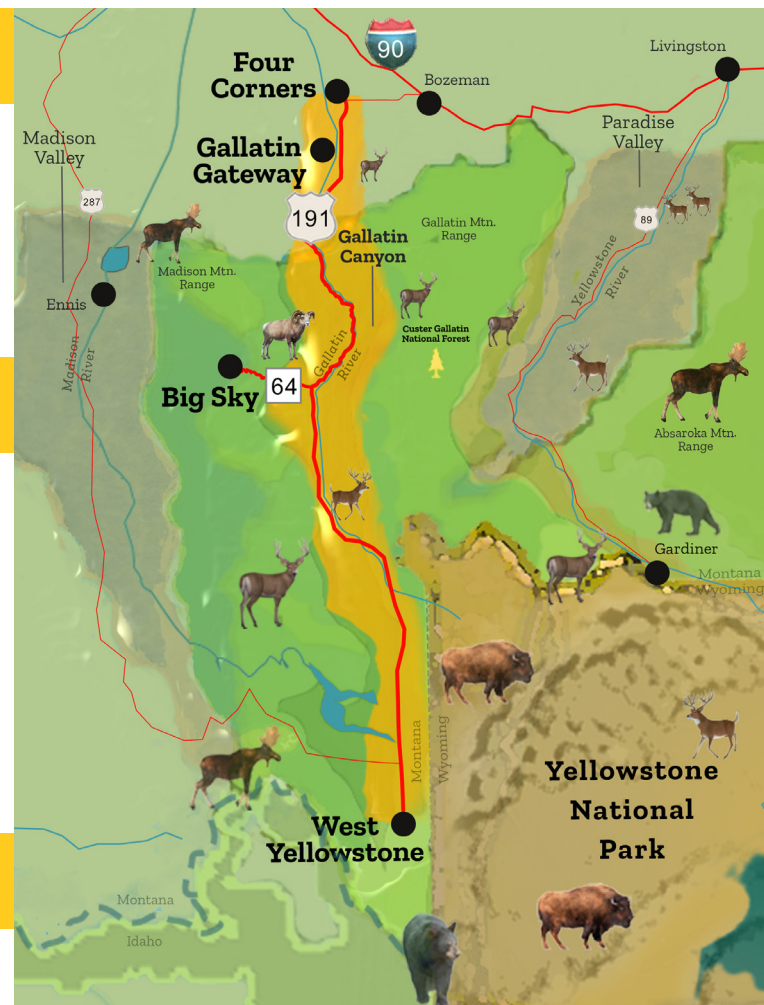 90
Livingston
Four
Corners
Bozeman
Madison
Valley
Gallatin
Gateway
Paradise
Valley
287
191
89
Gallatin Mtn.
Range
Gallatin
Canyon
Madison Mtn.
Range
Yellowstone
River
Ennis
Custer Gallatin
National Forest
Madison
River
Gallatin
River
Big Sky
64
Absaroka Mtn.
Range
Gardiner
Montana
Wyoming
Montana
Wyoming
Yellowstone
National
Park
West
Yellowstone
Montana
Idaho